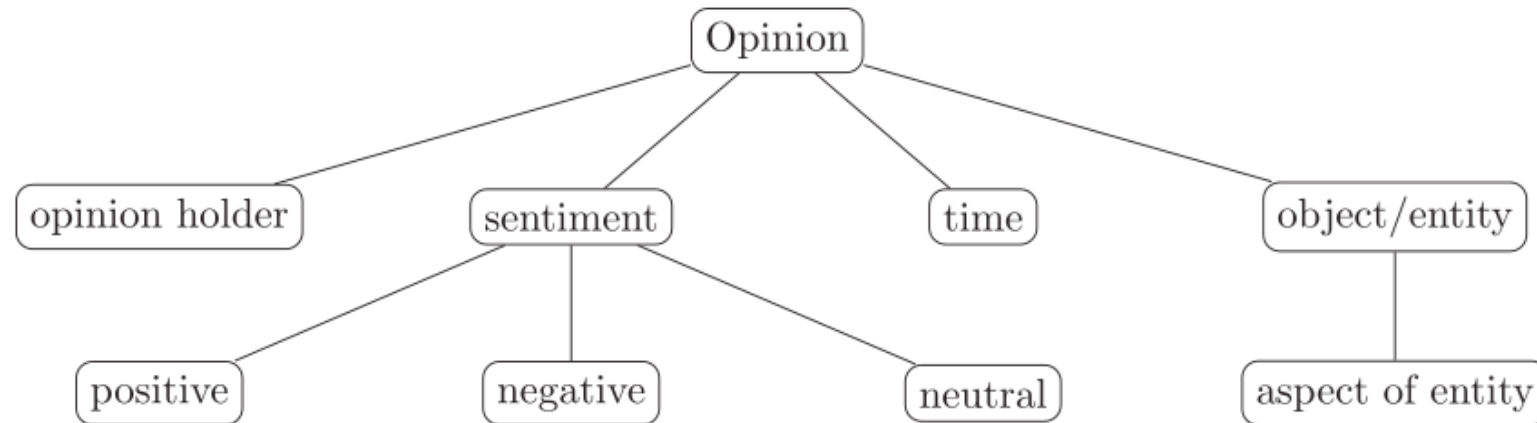 Opinion
opinion holder
sentiment
time
object/entity
positive
negative
neutral
aspect of entity